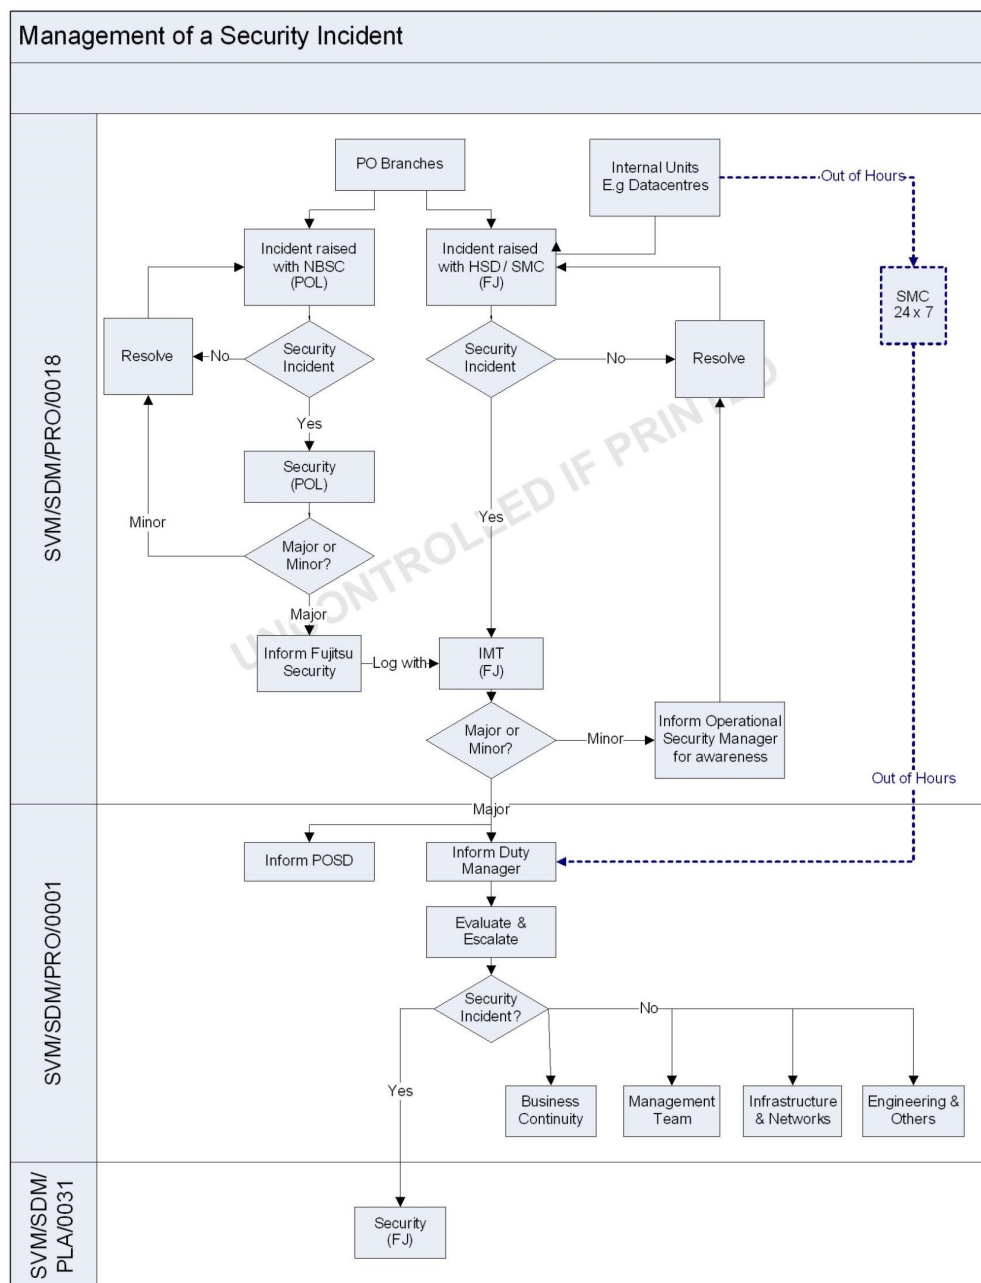 Management of a Security Incident
SVM/SDM/PRO/0018
PO Branches
Internal Units
E.g Datacentres
Out of Hours
Incident raised
with NBSC
(POL)
Incident raised
with HSD / SMC
(FJ)
SMC
24 x 7
Resolve
No
Security
Incident
Security
Incident
No
Resolve
Yes
Security
(POL)
Minor
Yes
Major or
Minor?
Major
Inform Fujitsu
Security
Log with
IMT
(FJ)
Major or
Minor?
Minor
Inform Operational
Security Manager
for awareness
Out of Hours
UNCONTROLLED IF PRINTED
SVM/SDM/PRO/0001
Major
Inform POSD
Inform Duty
Manager
Evaluate &
Escalate
Security
Incident?
No
Yes
Business
Continuity
Management
Team
Infrastructure
& Networks
Engineering &
Others
SVM/SDM/
PLA/0031
Security
(FJ)